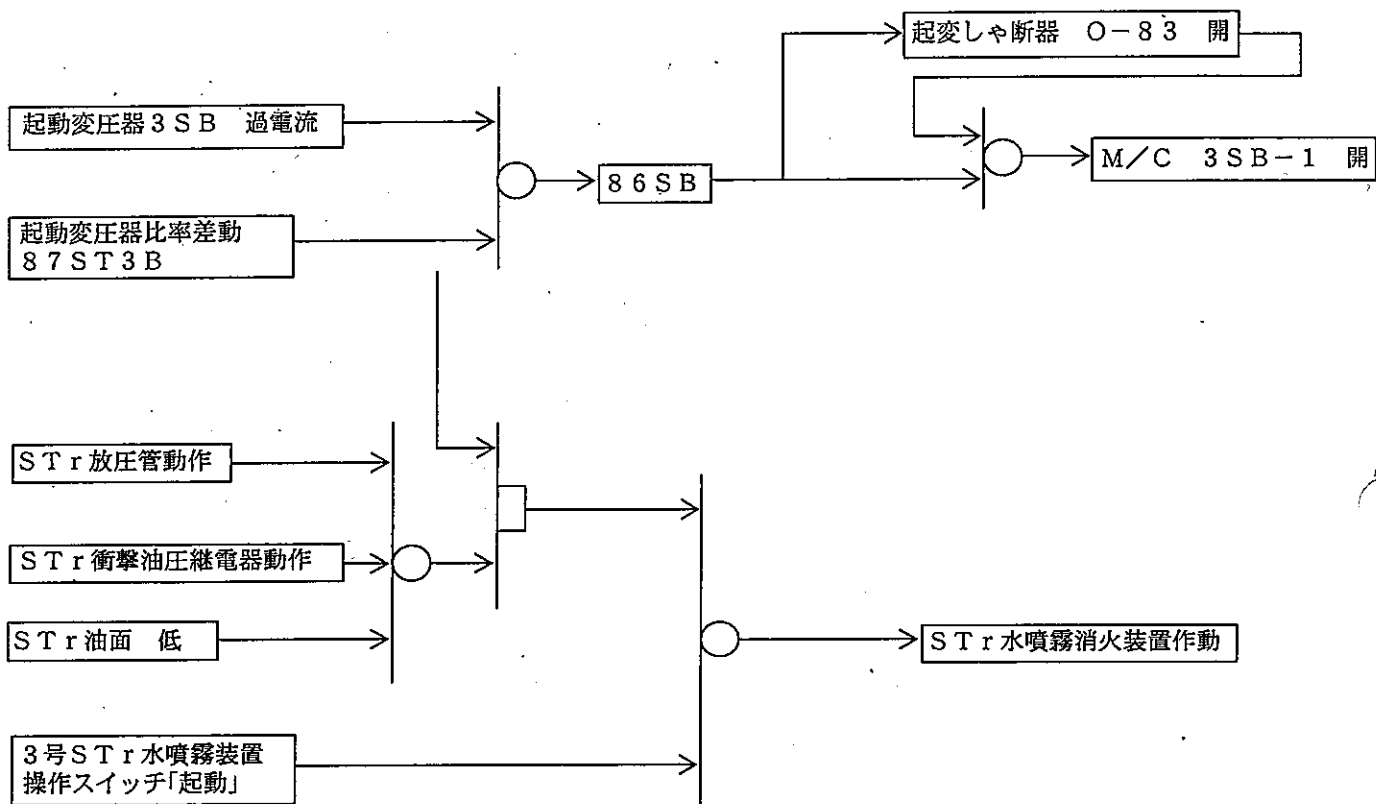 起変しゃ断器　O－83　開
起動変圧器3SB　過電流
M／C　3SB－1　開
86SB
起動変圧器比率差動
87ST3B
STr放圧管動作
STr衝撃油圧継電器動作
STr油面　低
STr水噴霧消火装置作動
3号STr水噴霧装置
操作スイッチ｢起動｣